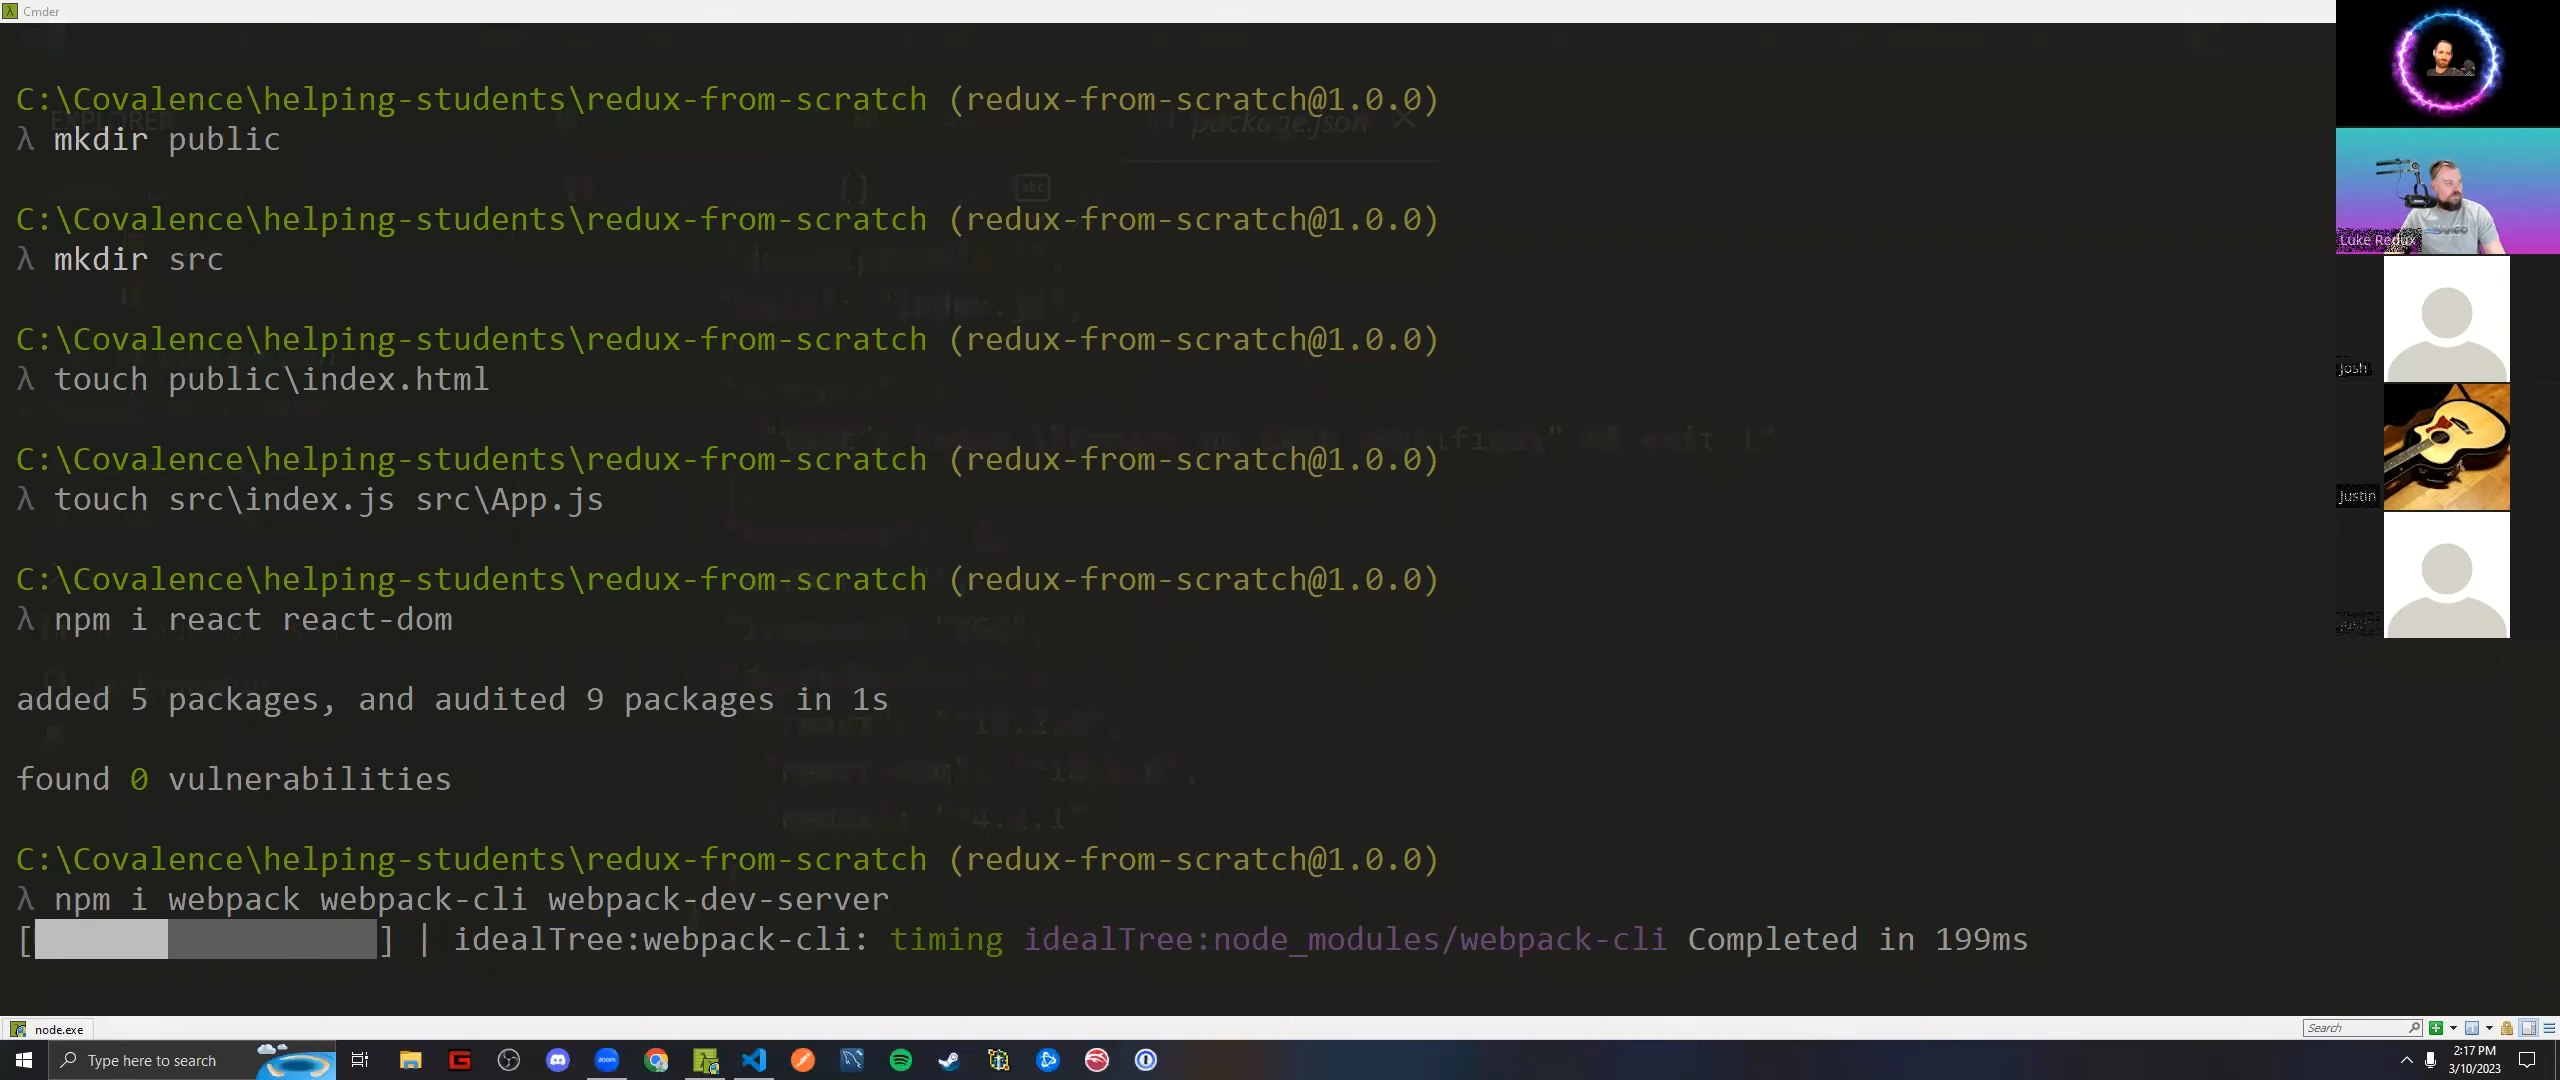 Cmder
C:\Covalence\helping-students\redux-from-scratch (redux-from-scratch@1.0.0)
λ mkdir public
C:\Covalence\helping-students\redux-from-scratch (redux-from-scratch@1.0.0)
λ mkdir src
C:\Covalence\helping-students\redux-from-scratch (redux-from-scratch@1.0.0)
λ touch public\index.html
C:\Covalence\helping-students\redux-from-scratch (redux-from-scratch@1.0.0)
λ touch src\index.js src\App.js
C:\Covalence\helping-students\redux-from-scratch (redux-from-scratch@1.0.0)
λ npm i react react-dom
added 5 packages, and audited 9 packages in 1s
found 0 vulnerabilities
C:\Covalence\helping-students\redux-from-scratch (redux-from-scratch@1.0.0)
λ npm i webpack webpack-cli webpack-dev-server
[ ] | idealTree:webpack-cli: timing idealTree:node_modules/webpack-cli Completed in 199ms
EXPLORER
package.json
Luke Redux
Josh
Justin
node.exe
Search
Type here to search
zoom
2:17 PM
3/10/2023